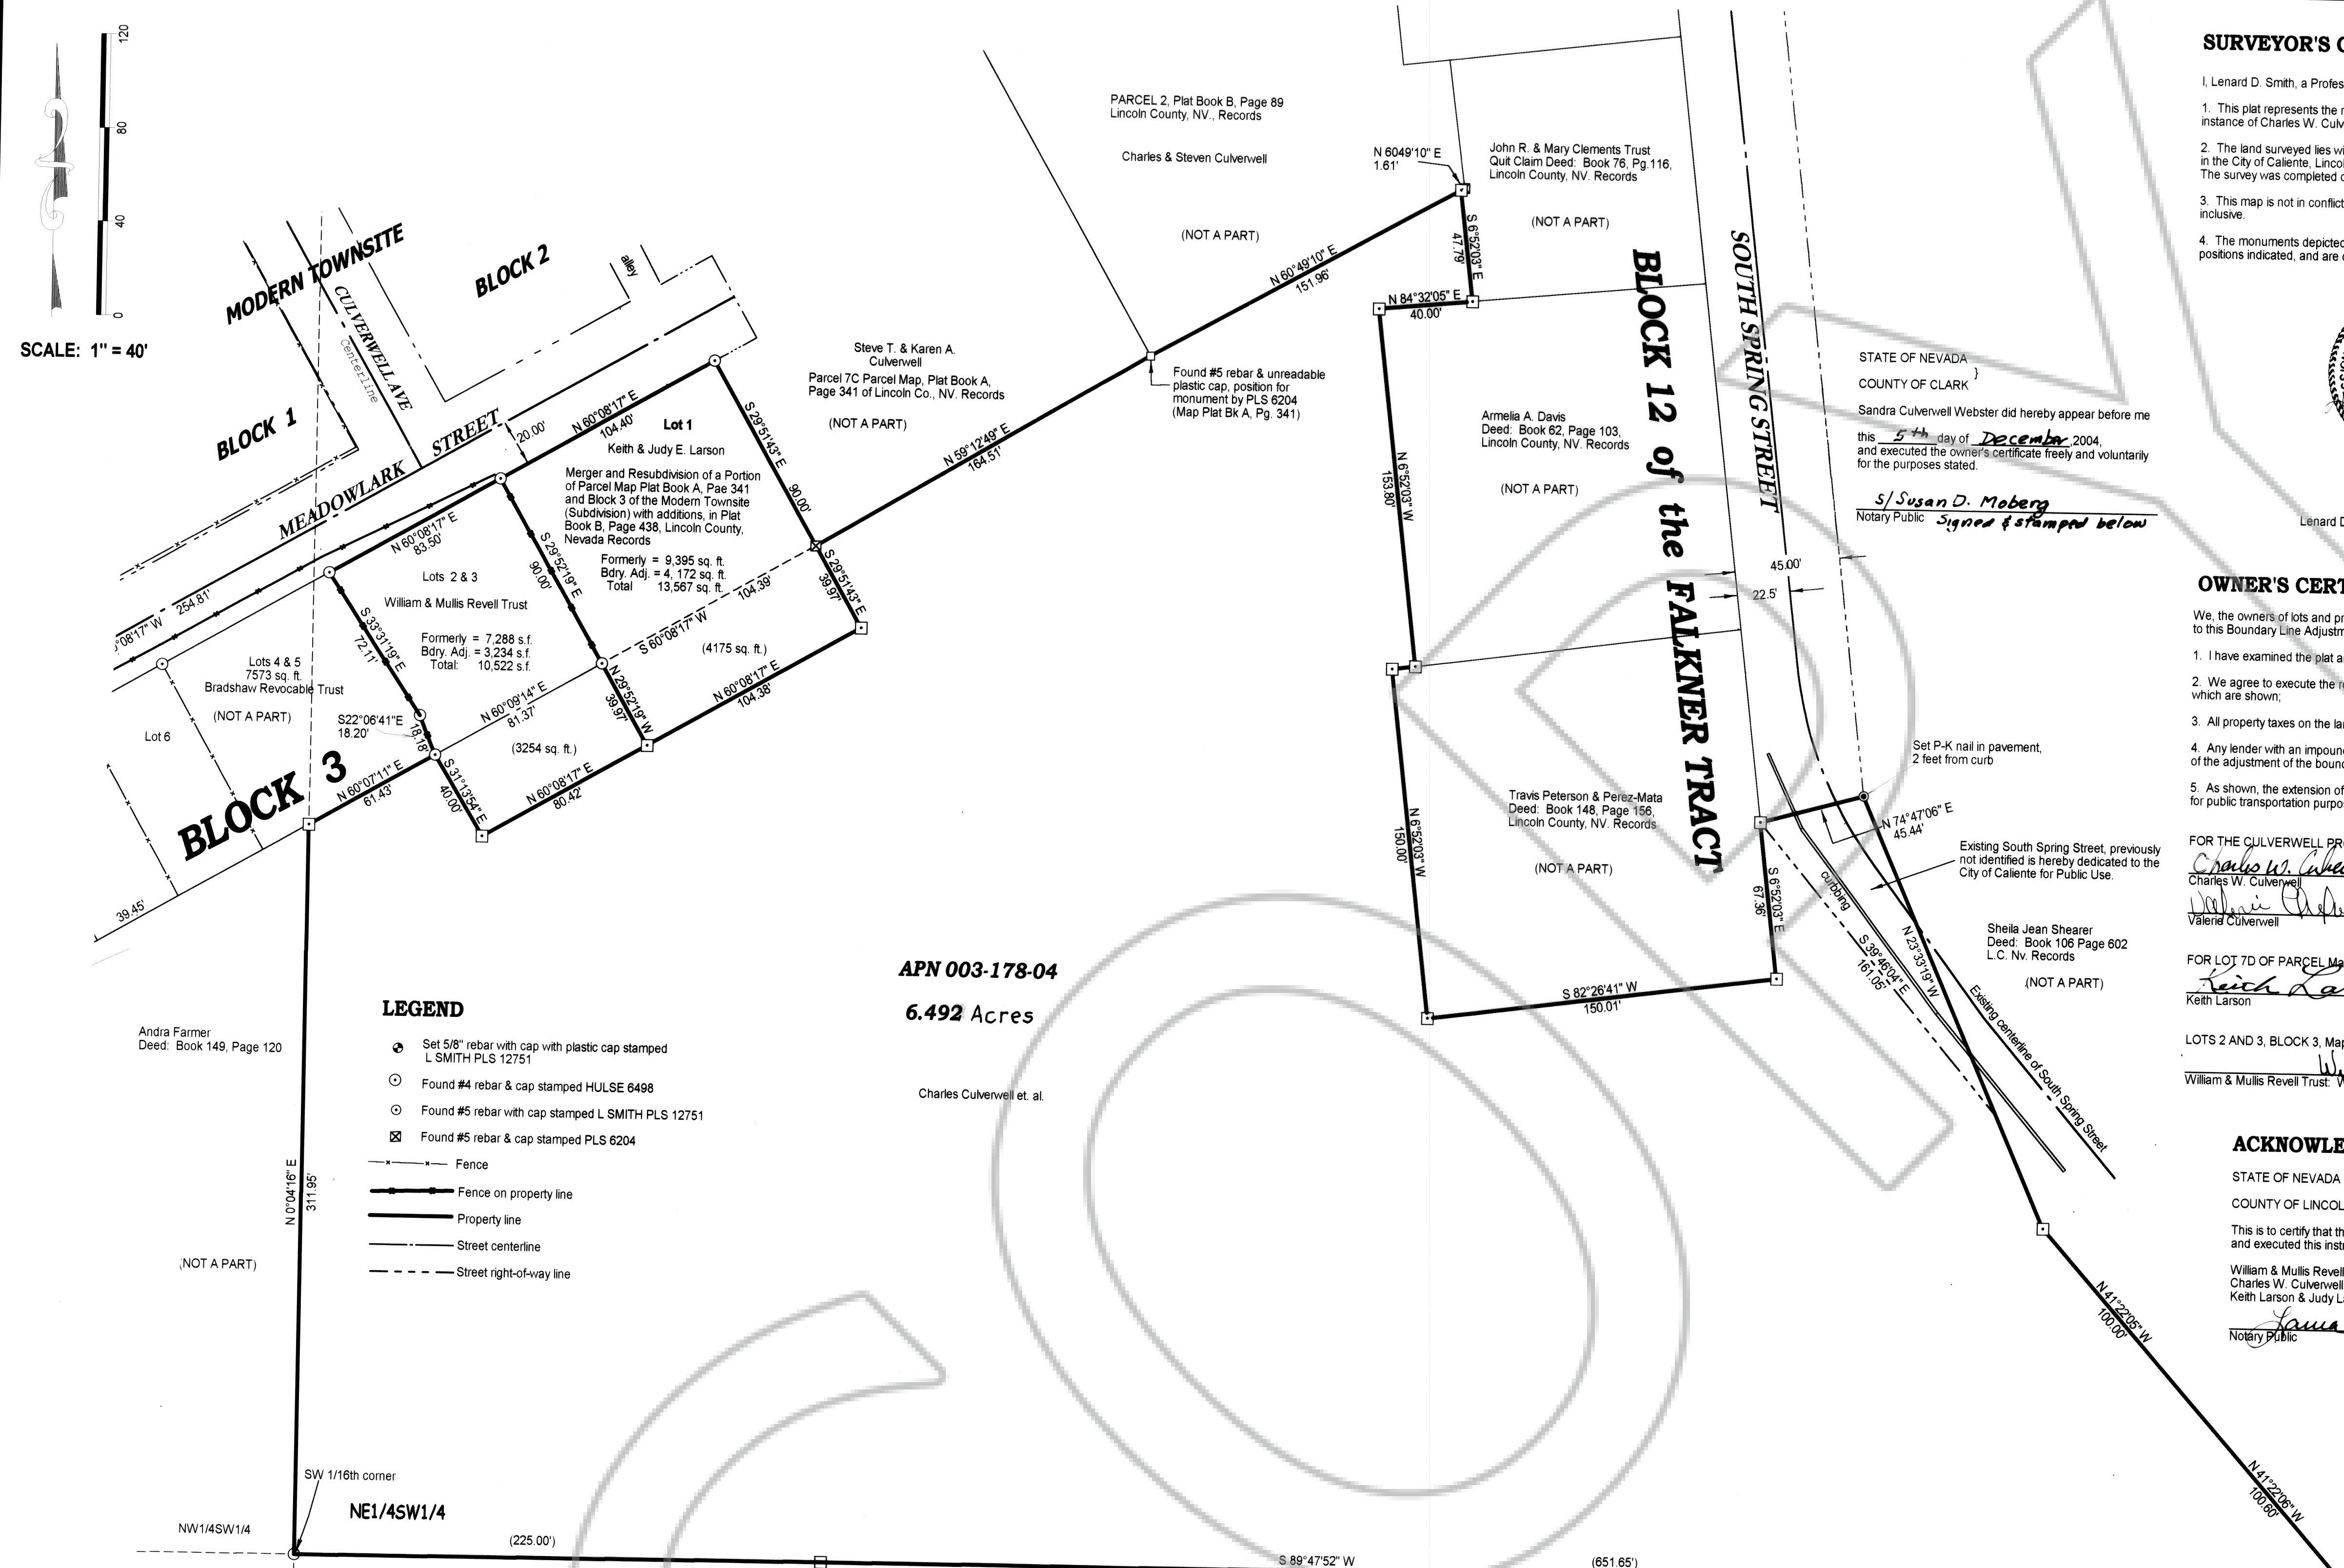 120
80
40
0
SCALE: 1" = 40'
MODERN TOWNSITE
BLOCK 2
alley
CULVERWELL AVE
Centerline
BLOCK 1
MEADOWLARK STREET
20.00'
N 60°08'17" E
104.40'
Lot 1
Keith & Judy E. Larson
Merger and Resubdivision of a Portion
of Parcel Map Plat Book A, Pae 341
and Block 3 of the Modern Townsite
(Subdivision) with additions, in Plat
Book B, Page 438, Lincoln County,
Nevada Records
Formerly = 9,395 sq. ft.
Bdry. Adj. = 4, 172 sq. ft.
Total 13,567 sq. ft.
S 29°51'43" E
90.00'
S 29°51'43" E
39.97'
S 60°08'17" W
104.39'
(4175 sq. ft.)
N 60°08'17" E
104.38'
S 29°52'19" E
90.00'
N 29°52'19" W
39.97'
N 60°08'17" E
83.50'
Lots 2 & 3
William & Mullis Revell Trust
Formerly = 7,288 s.f.
Bdry. Adj. = 3,234 s.f.
Total: 10,522 s.f.
S 33°31'19" E
72.11'
N 60°09'14" E
81.37'
(3254 sq. ft.)
N 60°08'17" E
80.42'
S 31°13'54" E
40.00'
S22°06'41"E
18.20'
18.18'
254.81'
°08'17" W
Lots 4 & 5
7573 sq. ft.
Bradshaw Revocable Trust
(NOT A PART)
Lot 6
BLOCK 3
N 60°07'11" E
61.43'
39.45'
Steve T. & Karen A.
Culverwell
Parcel 7C Parcel Map, Plat Book A,
Page 341 of Lincoln Co., NV. Records
(NOT A PART)
N 59°12'49" E
164.51'
PARCEL 2, Plat Book B, Page 89
Lincoln County, NV., Records
Charles & Steven Culverwell
(NOT A PART)
N 60°49'10" E
151.96'
Found #5 rebar & unreadable
plastic cap, position for
monument by PLS 6204
(Map Plat Bk A, Pg. 341)
N 6049'10" E
1.61'
John R. & Mary Clements Trust
Quit Claim Deed: Book 76, Pg.116,
Lincoln County, NV. Records
(NOT A PART)
S 6°52'03" E
47.79'
N 84°32'05" E
40.00'
N 6°52'03" W
153.80'
Armelia A. Davis
Deed: Book 62, Page 103,
Lincoln County, NV. Records
(NOT A PART)
BLOCK 12 of the FALKNER TRACT
SOUTH SPRING STREET
45.00'
22.5'
N 6°52'03" W
150.00'
Travis Peterson & Perez-Mata
Deed: Book 148, Page 156,
Lincoln County, NV. Records
(NOT A PART)
S 6°52'03" E
67.36'
S 82°26'41" W
150.01'
Set P-K nail in pavement,
2 feet from curb
N 74°47'06" E
45.44'
Existing South Spring Street, previously
not identified is hereby dedicated to the
City of Caliente for Public Use.
curbing
S 39°46'04" E
161.05'
N 23°33'19" W
Existing centerline of South Spring Street
Sheila Jean Shearer
Deed: Book 106 Page 602
L.C. Nv. Records
(NOT A PART)
N 41°22'05" W
100.00'
N 41°22'06" W
100.60'
STATE OF NEVADA
}
COUNTY OF CLARK
Sandra Culverwell Webster did hereby appear before me
this 5th day of December, 2004,
and executed the owner's certificate freely and voluntarily
for the purposes stated.
s/ Susan D. Moberg
Notary Public Signed & stamped below
APN 003-178-04
6.492 Acres
Charles Culverwell et. al.
LEGEND
Set 5/8" rebar with cap with plastic cap stamped
L SMITH PLS 12751
Found #4 rebar & cap stamped HULSE 6498
Found #5 rebar with cap stamped L SMITH PLS 12751
Found #5 rebar & cap stamped PLS 6204
Fence
Fence on property line
Property line
Street centerline
Street right-of-way line
Andra Farmer
Deed: Book 149, Page 120
(NOT A PART)
N 0°04'16" E
311.95'
SW 1/16th corner
NE1/4SW1/4
NW1/4SW1/4
(225.00')
S 89°47'52" W
(651.65')
SURVEYOR'S C
I, Lenard D. Smith, a Profes
1. This plat represents the r
instance of Charles W. Culv
2. The land surveyed lies wi
in the City of Caliente, Linco
The survey was completed o
3. This map is not in conflict
inclusive.
4. The monuments depicted
positions indicated, and are o
Lenard D
OWNER'S CERT
We, the owners of lots and pr
to this Boundary Line Adjustm
1. I have examined the plat a
2. We agree to execute the r
which are shown;
3. All property taxes on the la
4. Any lender with an impoun
of the adjustment of the bound
5. As shown, the extension of
for public transportation purpo
FOR THE CULVERWELL PRO
Charles W. Culve
Charles W. Culverwell
Valerie Culverwell
FOR LOT 7D OF PARCEL Ma
Keith La
Keith Larson
LOTS 2 AND 3, BLOCK 3, Map
W.
William & Mullis Revell Trust: W
ACKNOWLE
STATE OF NEVADA
COUNTY OF LINCOL
This is to certify that th
and executed this instr
William & Mullis Revell
Charles W. Culverwell
Keith Larson & Judy La
Notary Public